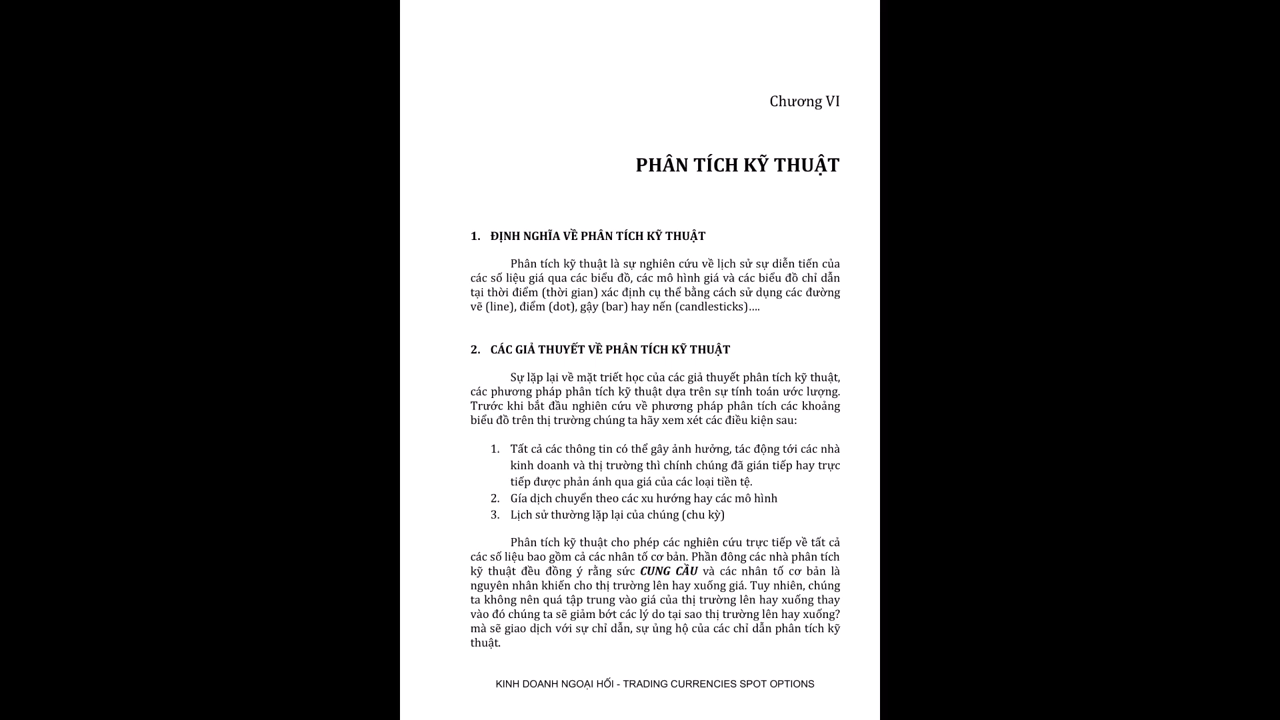 Chương VI
PHÂN TÍCH KỸ THUẬT
1. ĐỊNH NGHĨA VỀ PHÂN TÍCH KỸ THUẬT
Phân tích kỹ thuật là sự nghiên cứu về lịch sử sự diễn tiến của
các số liệu giá qua các biểu đồ, các mô hình giá và các biểu đồ chỉ dẫn
tại thời điểm (thời gian) xác định cụ thể bằng cách sử dụng các đường
vẽ (line), điểm (dot), gậy (bar) hay nến (candlesticks)....
2. CÁC GIẢ THUYẾT VỀ PHÂN TÍCH KỸ THUẬT
Sự lặp lại về mặt triết học của các giả thuyết phân tích kỹ thuật,
các phương pháp phân tích kỹ thuật dựa trên sự tính toán ước lượng.
Trước khi bắt đầu nghiên cứu về phương pháp phân tích các khoảng
biểu đồ trên thị trường chúng ta hãy xem xét các điều kiện sau:
1. Tất cả các thông tin có thể gây ảnh hưởng, tác động tới các nhà
kinh doanh và thị trường thì chính chúng đã gián tiếp hay trực
tiếp được phản ánh qua giá của các loại tiền tệ.
2. Gía dịch chuyển theo các xu hướng hay các mô hình
3. Lịch sử thường lặp lại của chúng (chu kỳ)
Phân tích kỹ thuật cho phép các nghiên cứu trực tiếp về tất cả
các số liệu bao gồm cả các nhân tố cơ bản. Phần đông các nhà phân tích
kỹ thuật đều đồng ý rằng sức CUNG CẦU và các nhân tố cơ bản là
nguyên nhân khiến cho thị trường lên hay xuống giá. Tuy nhiên, chúng
ta không nên quá tập trung vào giá của thị trường lên hay xuống thay
vào đó chúng ta sẽ giảm bớt các lý do tại sao thị trường lên hay xuống?
mà sẽ giao dịch với sự chỉ dẫn, sự ủng hộ của các chỉ dẫn phân tích kỹ
thuật.
KINH DOANH NGOẠI HỐI - TRADING CURRENCIES SPOT OPTIONS